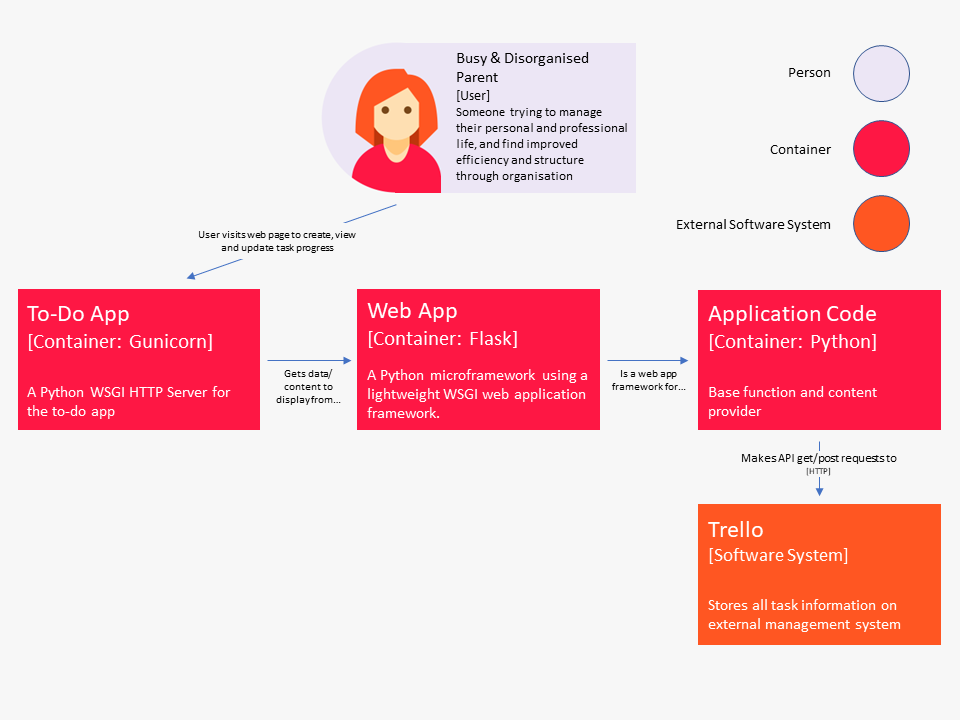 Busy & Disorganised
Parent
[User]
Someone trying to manage
their personal and professional
life, and find improved
efficiency and structure
through organisation
Person
Container
External Software System
User visits web page to create, view
and update task progress
To-Do App
[Container: Gunicorn]
A Python WSGI HTTP Server for
the to-do app
Gets data/
content to
display from...
Web App
[Container: Flask]
A Python microframework using a
lightweight WSGI web application
framework.
Is a web app
framework for...
Application Code
[Container: Python]
Base function and content
provider
Makes API get/post requests to
[HTTP]
Trello
[Software System]
Stores all task information on
external management system